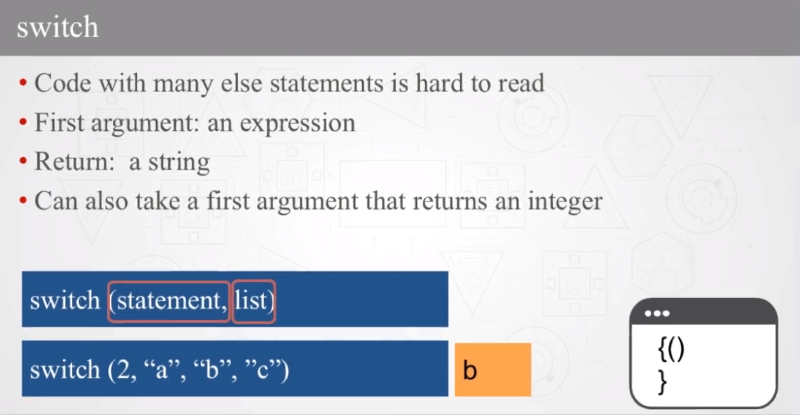 switch
• Code with many else statements is hard to read
• First argument: an expression
• Return:  a string
• Can also take a first argument that returns an integer
switch (statement, list)
switch (2, “a”, “b”, ”c”)
b
{()
}